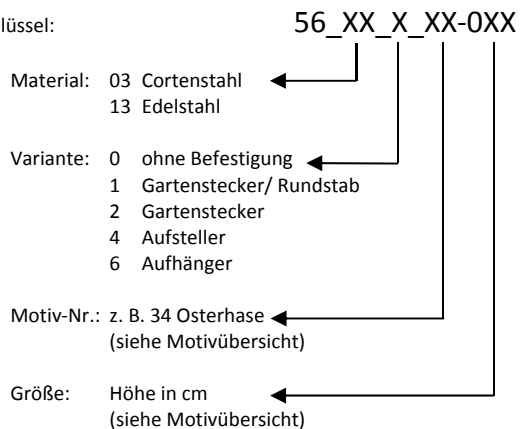 lüssel: 56_XX_X_XX-0XX
Material: 03 Cortenstahl
13 Edelstahl
Variante: 0 ohne Befestigung
1 Gartenstecker/ Rundstab
2 Gartenstecker
4 Aufsteller
6 Aufhänger
Motiv-Nr.: z. B. 34 Osterhase
(siehe Motivübersicht)
Größe: Höhe in cm
(siehe Motivübersicht)